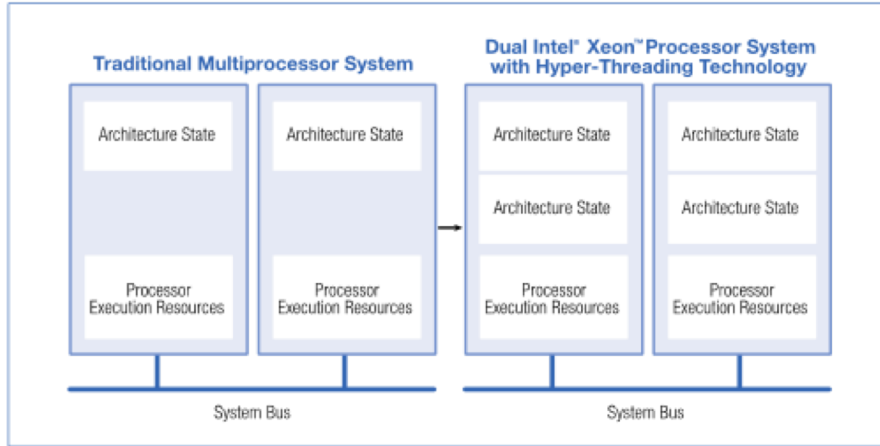 Traditional Multiprocessor System
Architecture State
Architecture State
Processor
Execution Resources
Processor
Execution Resources
System Bus
Dual Intel® Xeon™ Processor System
with Hyper-Threading Technology
Architecture State
Architecture State
Architecture State
Architecture State
Processor
Execution Resources
Processor
Execution Resources
System Bus